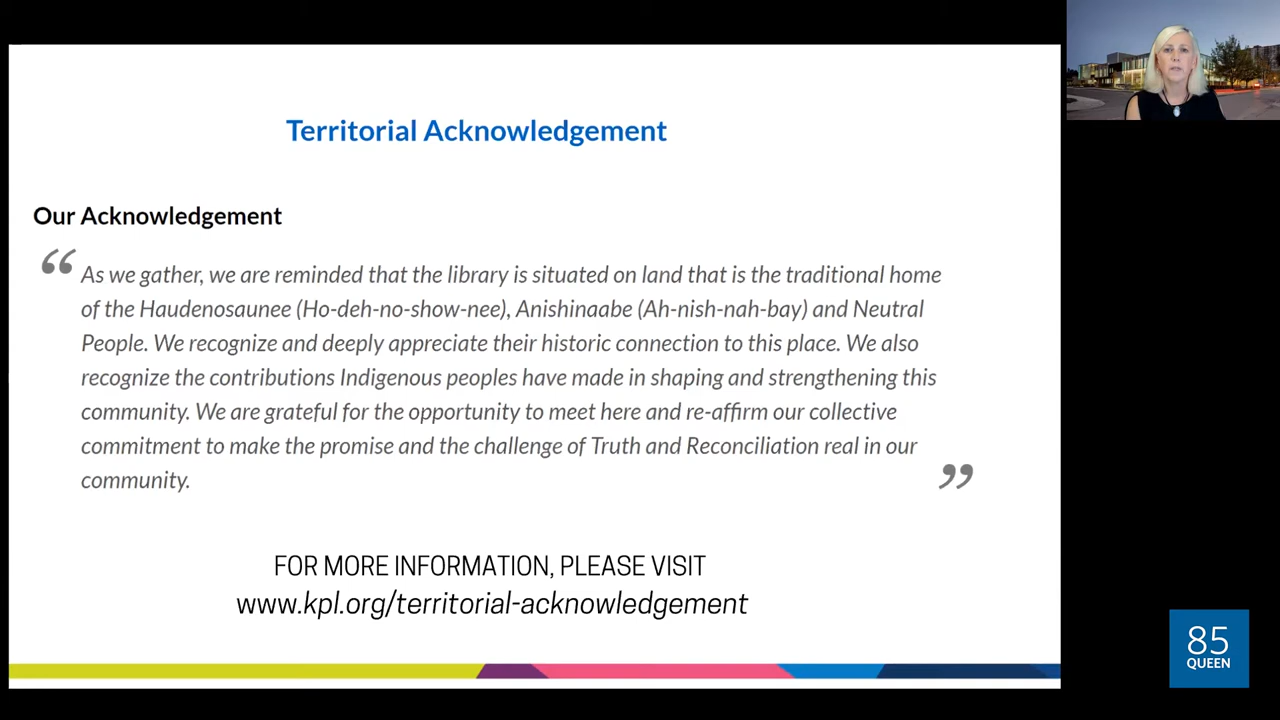 Territorial Acknowledgement
Our Acknowledgement
“ As we gather, we are reminded that the library is situated on land that is the traditional home
of the Haudenosaunee (Ho-deh-no-show-nee), Anishinaabe (Ah-nish-nah-bay) and Neutral
People. We recognize and deeply appreciate their historic connection to this place. We also
recognize the contributions Indigenous peoples have made in shaping and strengthening this
community. We are grateful for the opportunity to meet here and re-affirm our collective
commitment to make the promise and the challenge of Truth and Reconciliation real in our
community. ”
FOR MORE INFORMATION, PLEASE VISIT
www.kpl.org/territorial-acknowledgement
85
QUEEN